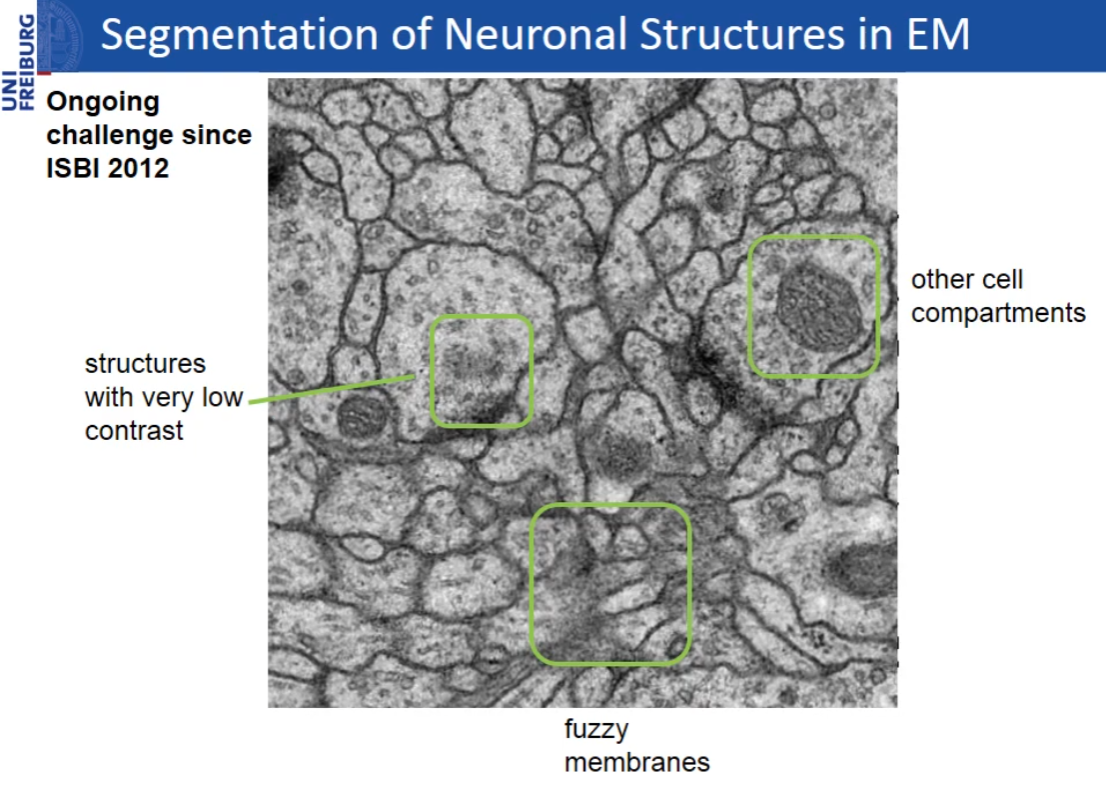 Segmentation of Neuronal Structures in EM
UNI
FREIBURG
Ongoing
challenge since
ISBI 2012
other cell
compartments
structures
with very low
contrast
fuzzy
membranes